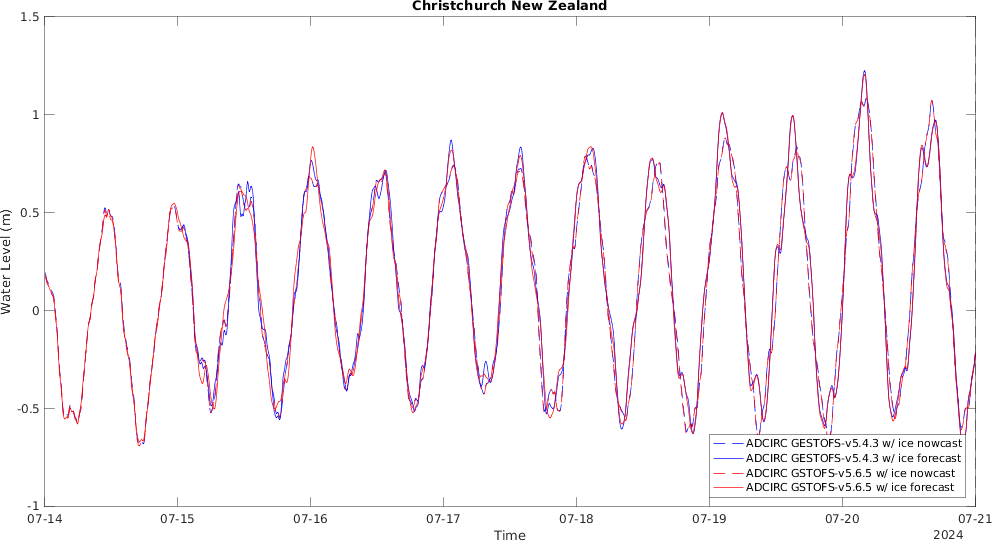 Christchurch New Zealand
1.5
1
0.5
0
-0.5
-1
Water Level (m)
07-14 07-15 07-16 07-17 07-18 07-19 07-20 07-21
Time
2024
ADCIRC GESTOFS-v5.4.3 w/ ice nowcast
ADCIRC GESTOFS-v5.4.3 w/ ice forecast
ADCIRC GSTOFS-v5.6.5 w/ ice nowcast
ADCIRC GSTOFS-v5.6.5 w/ ice forecast